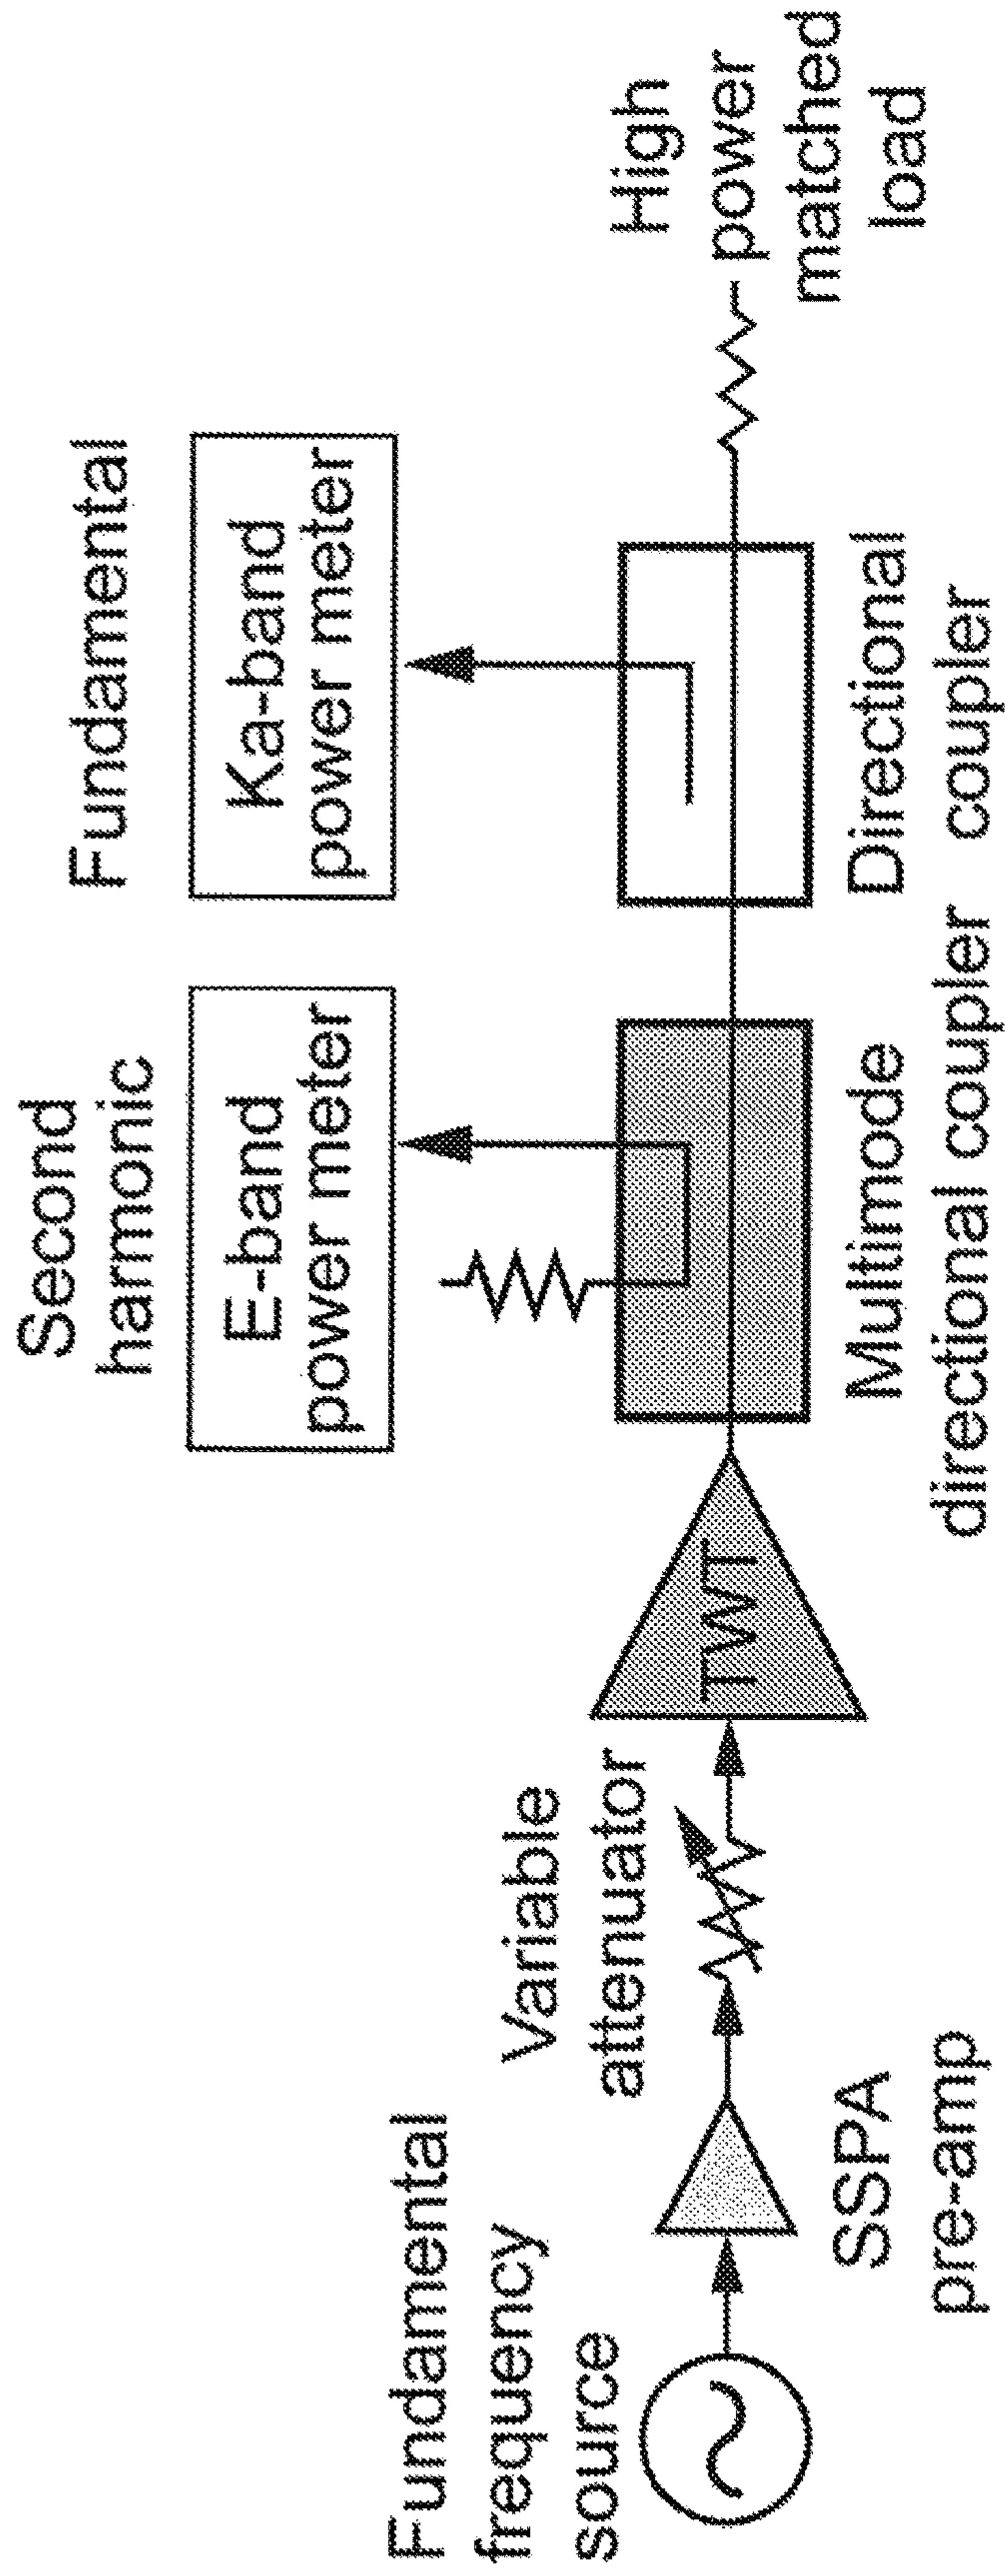 Fundamental
frequency
source
SSPA
pre-amp
Variable
attenuator
TWT
Second
harmonic
E-band
power meter
Multimode
directional coupler
Fundamental
Ka-band
power meter
Directional
coupler
High
power
matched
load